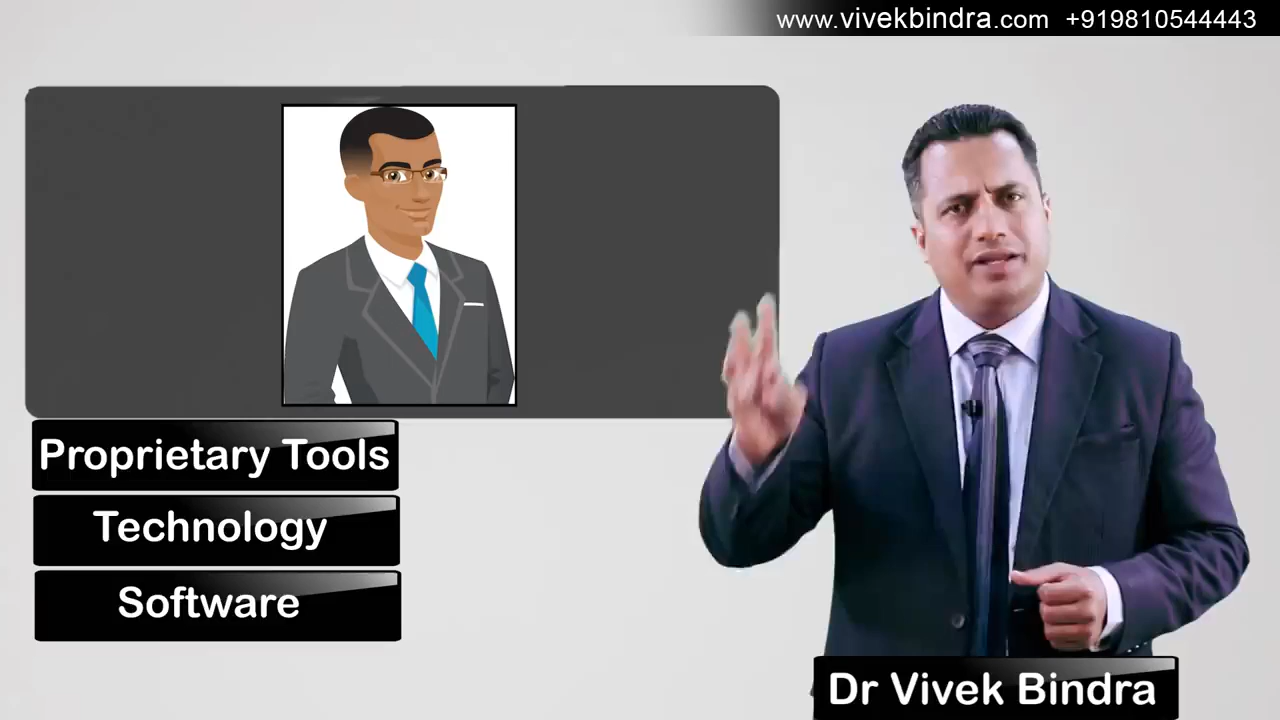 www.vivekbindra.com +919810544443
Proprietary Tools
Technology
Software
Dr Vivek Bindra